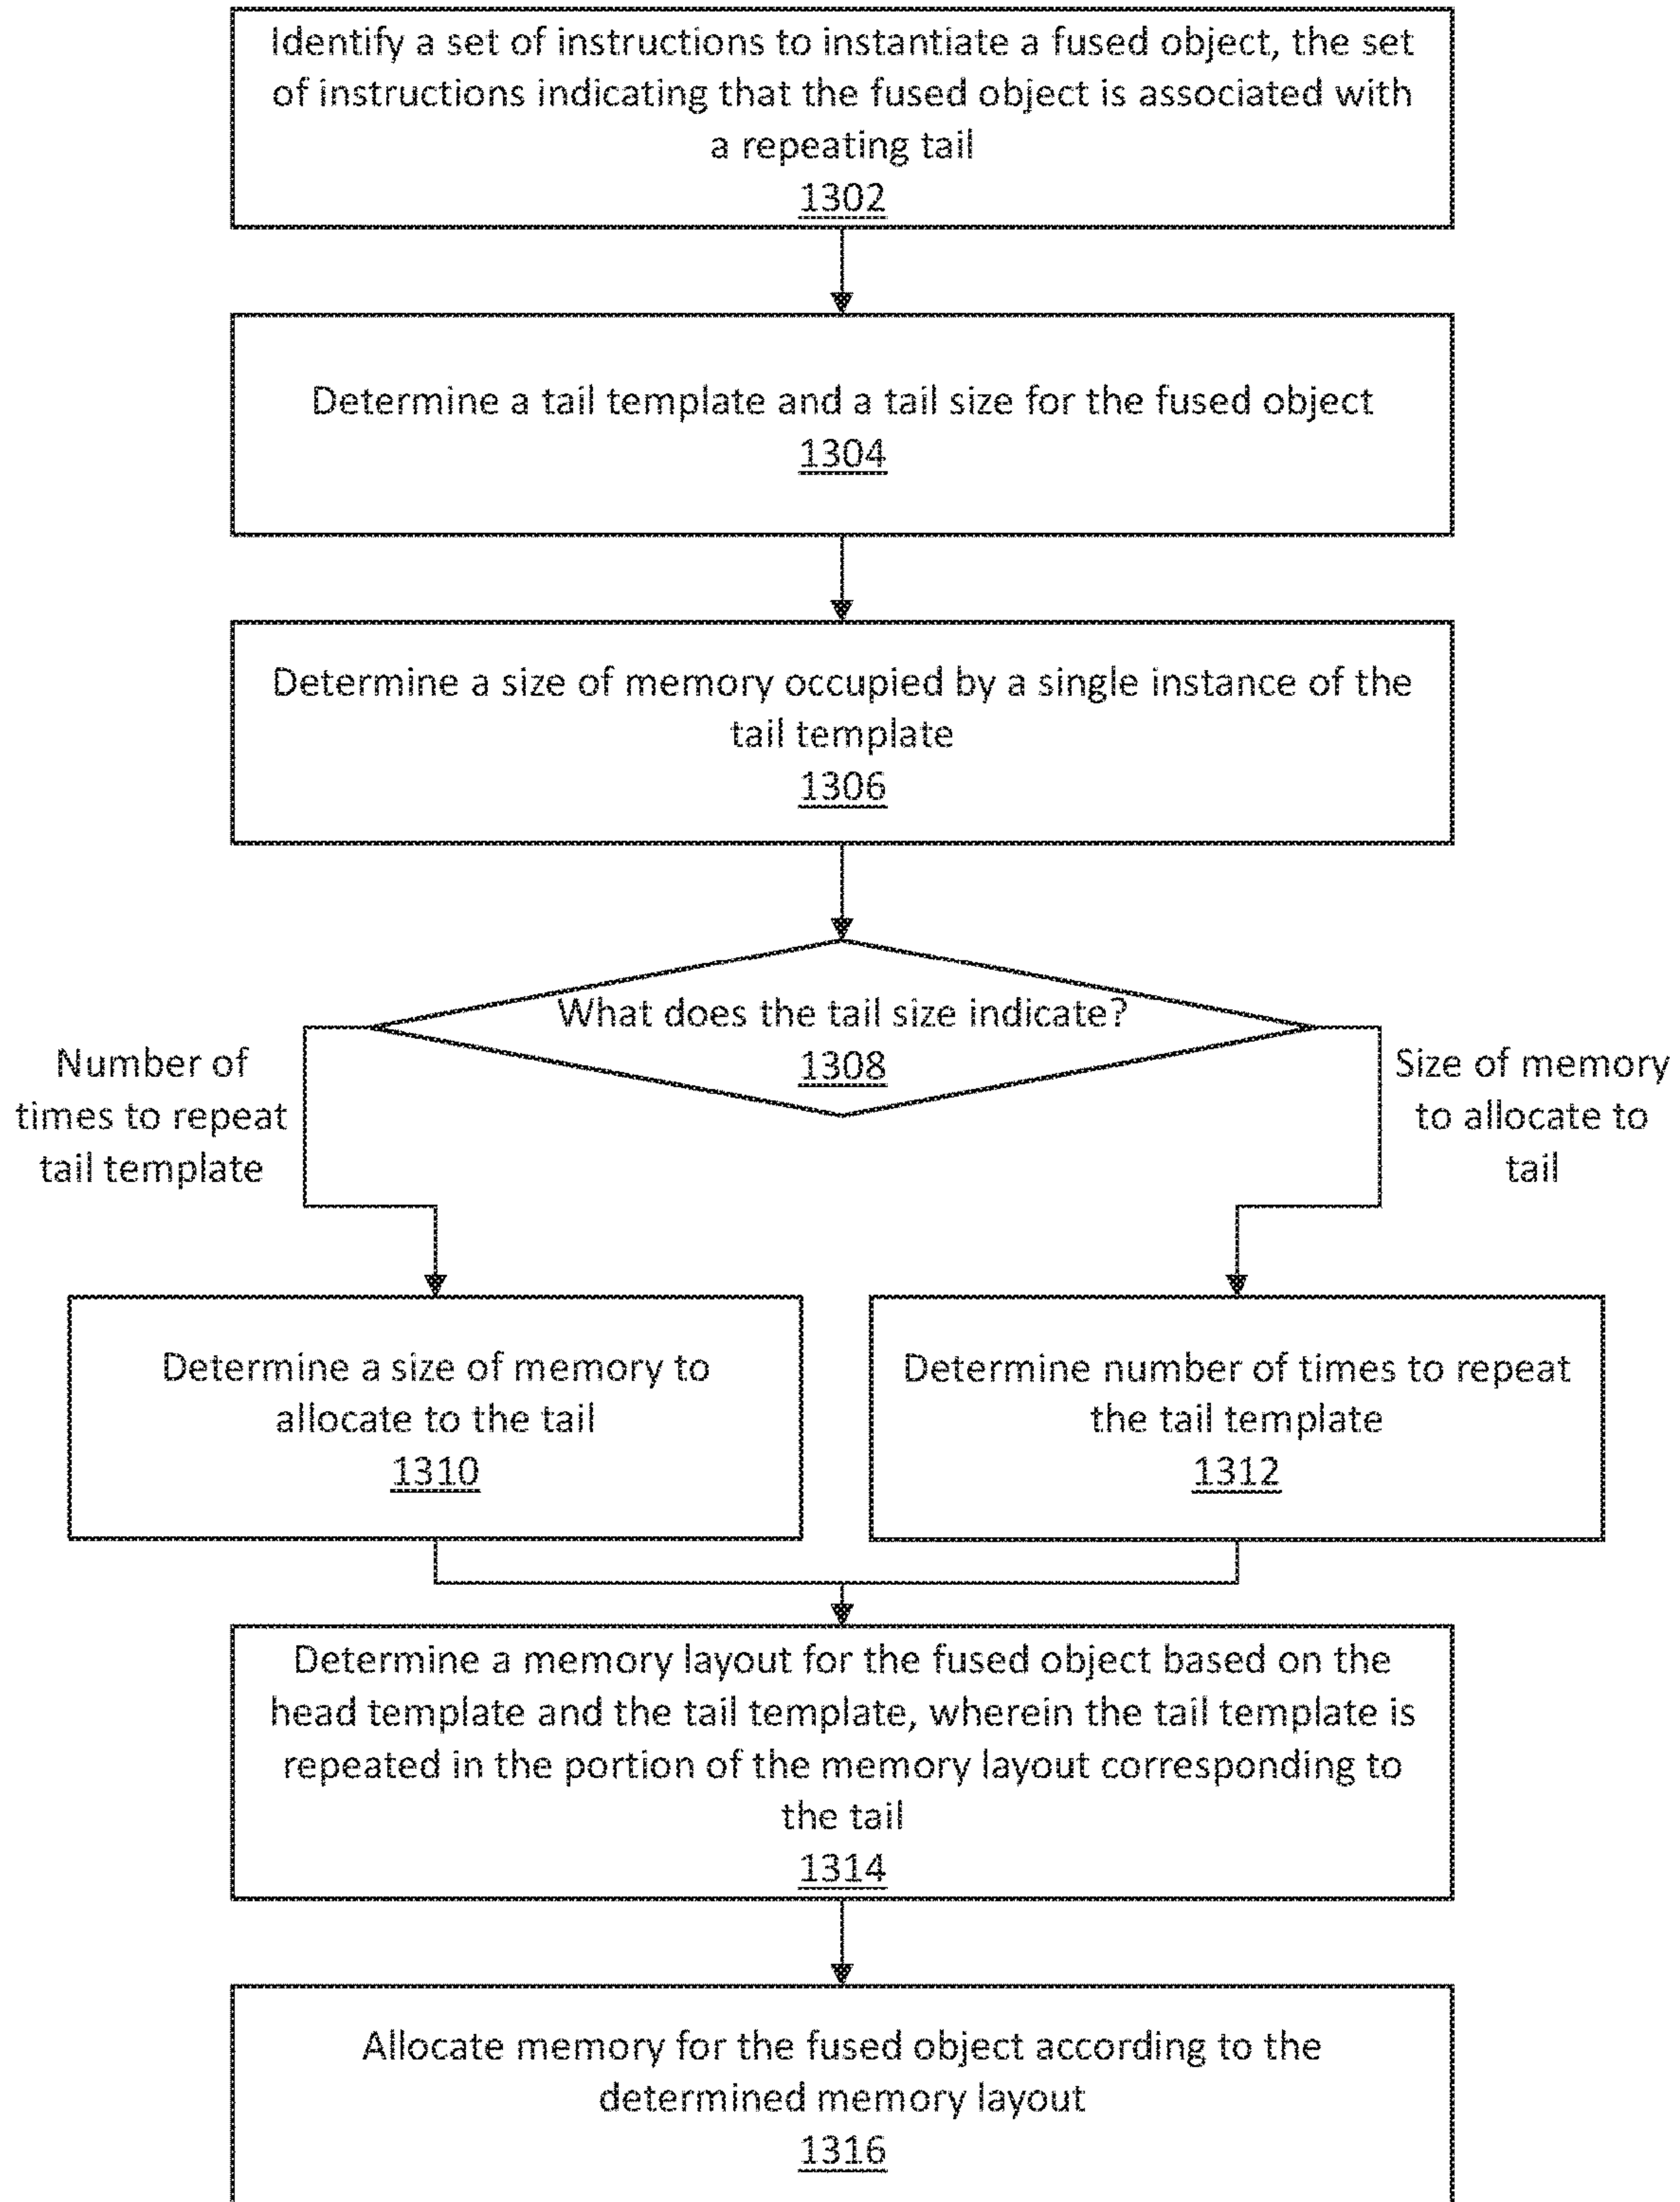 Identify a set of instructions to instantiate a fused object, the set
of instructions indicating that the fused object is associated with
a repeating tail
1302
Determine a tail template and a tail size for the fused object
1304
Determine a size of memory occupied by a single instance of the
tail template
1306
What does the tail size indicate?
1308
Number of
times to repeat
tail template
Size of memory
to allocate to
tail
Determine a size of memory to
allocate to the tail
1310
Determine number of times to repeat
the tail template
1312
Determine a memory layout for the fused object based on the
head template and the tail template, wherein the tail template is
repeated in the portion of the memory layout corresponding to
the tail
1314
Allocate memory for the fused object according to the
determined memory layout
1316